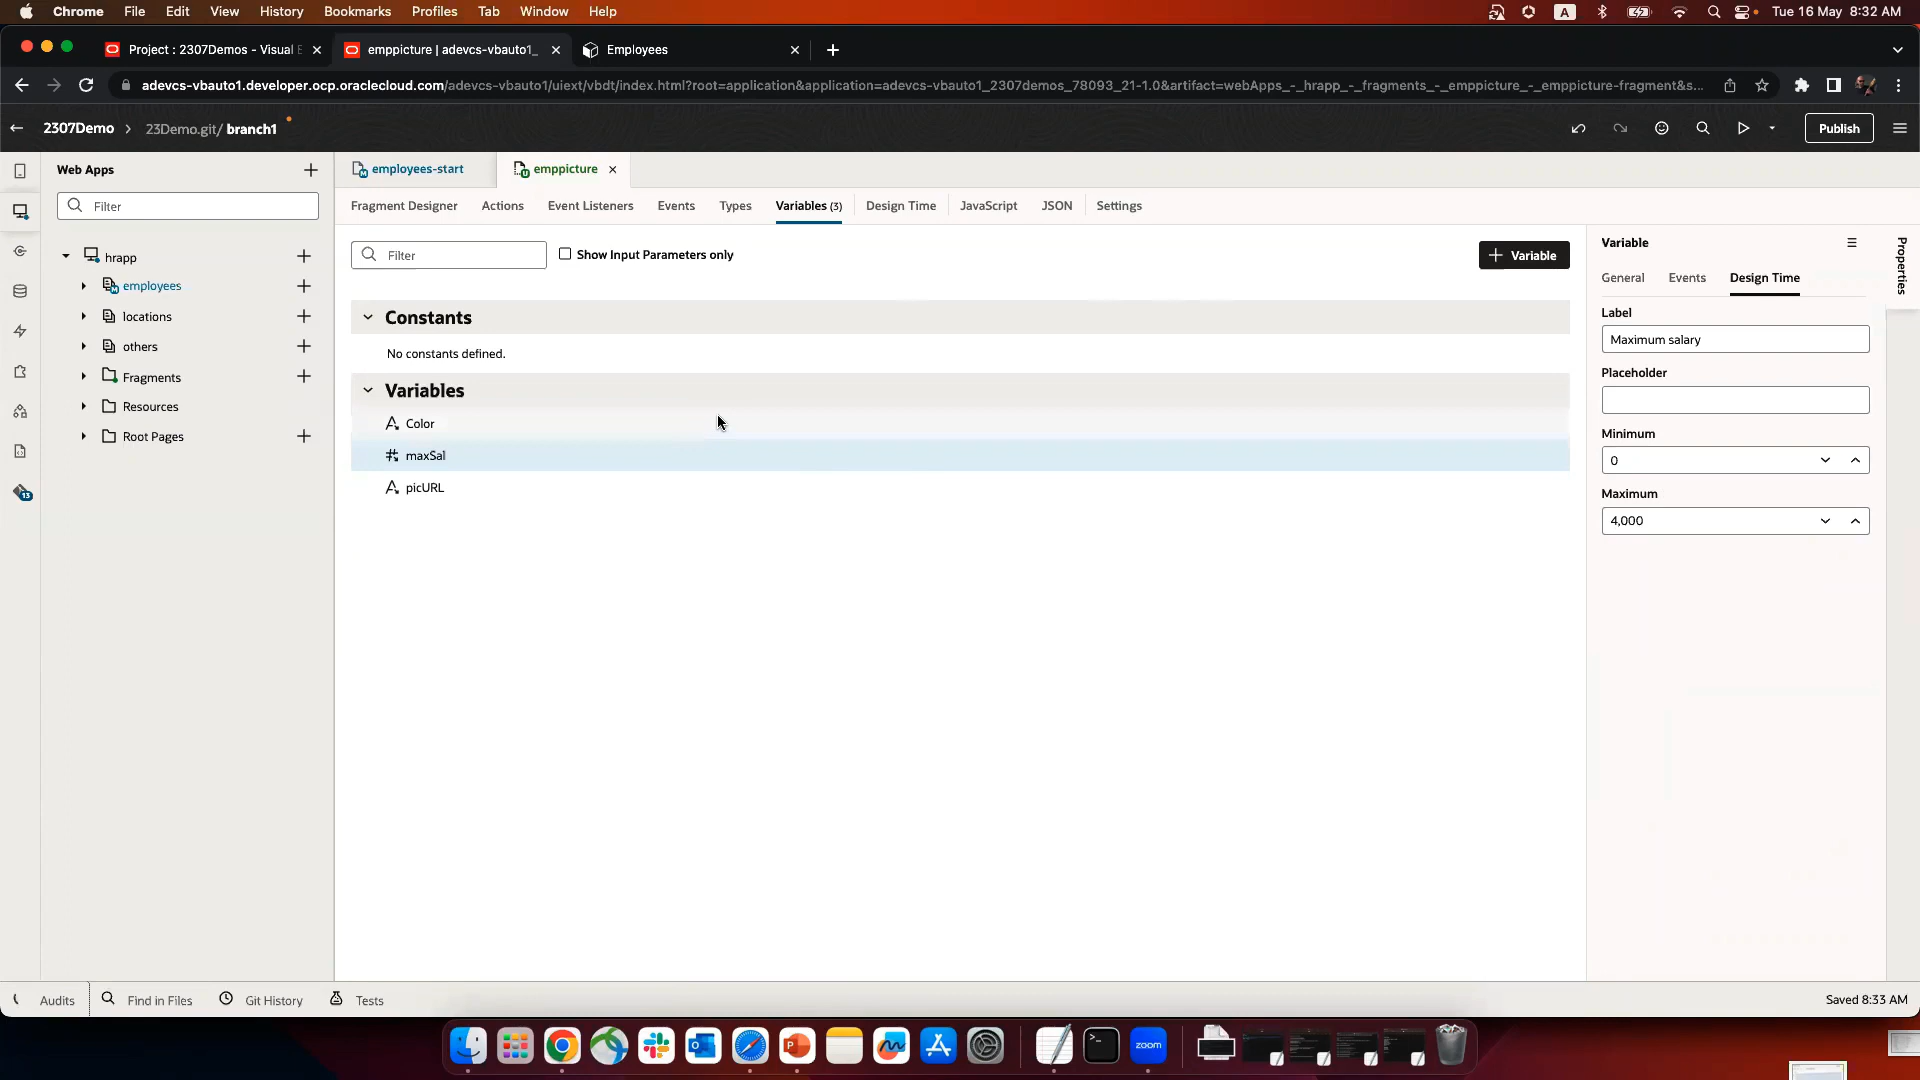 Chrome File Edit View History Bookmarks Profiles Tab Window Help
A
Tue 16 May 8:32 AM
Project : 2307Demos - Visual E
emppicture | adevcs-vbauto1_
Employees
adevcs-vbauto1.developer.ocp.oraclecloud.com/adevcs-vbauto1/uiext/vbdt/index.html?root=application&application=adevcs-vbauto1_2307demos_78093_21-1.0&artifact=webApps_-_hrapp_-_fragments_-_emppicture_-_emppicture-fragment&s...
2307Demo > 23Demo.git/ branch1
Publish
Web Apps
Filter
hrapp
employees
locations
others
Fragments
Resources
Root Pages
13
employees-start
emppicture
Fragment Designer Actions Event Listeners Events Types Variables (3) Design Time JavaScript JSON Settings
Filter
Show Input Parameters only
+ Variable
Constants
No constants defined.
Variables
Color
maxSal
picURL
Variable
General Events Design Time
Label
Maximum salary
Placeholder
Minimum
0
Maximum
4,000
Properties
Audits Find in Files Git History Tests
Saved 8:33 AM
zoom